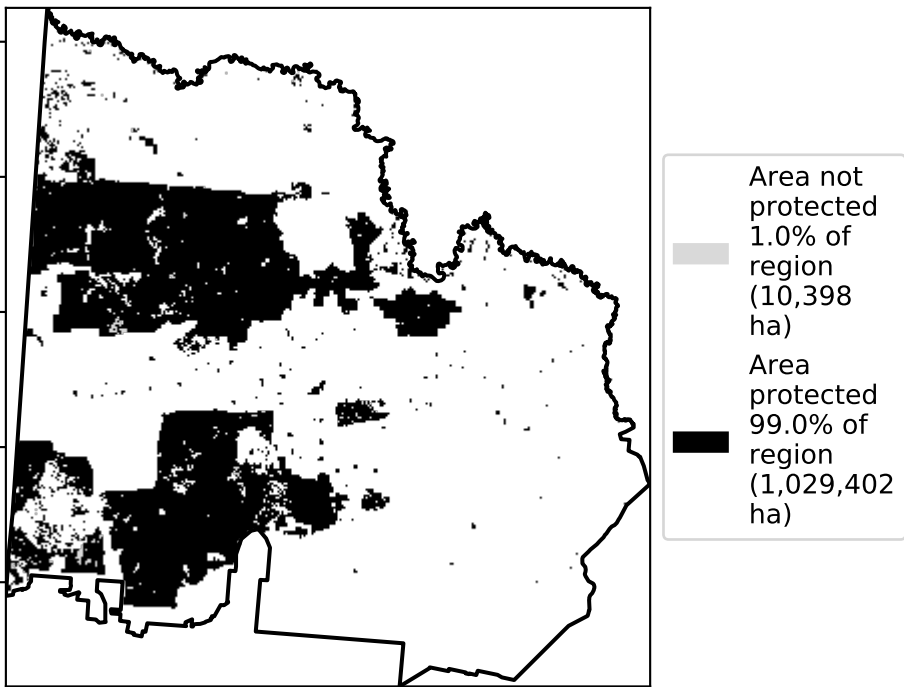 Area not
protected
1.0% of
region
(10,398
ha)
Area
protected
99.0% of
region
(1,029,402
ha)